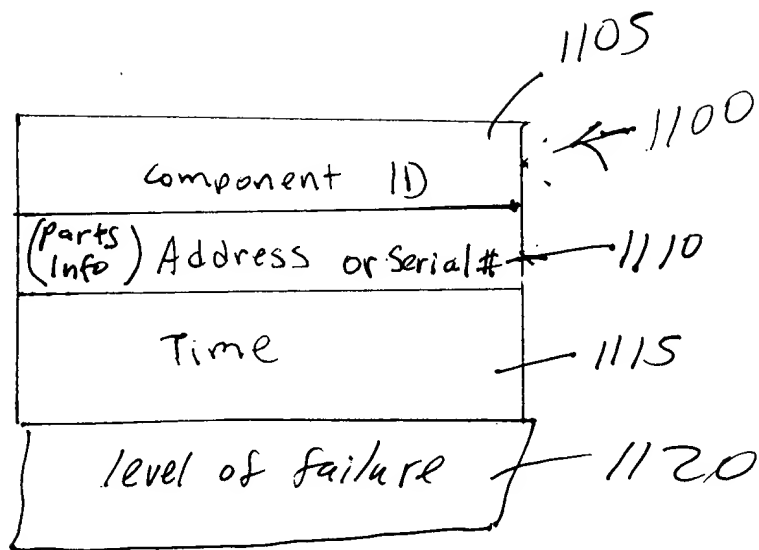 1105
1100
component ID
(Parts Info) Address or Serial# 1110
Time 1115
level of failure 1120